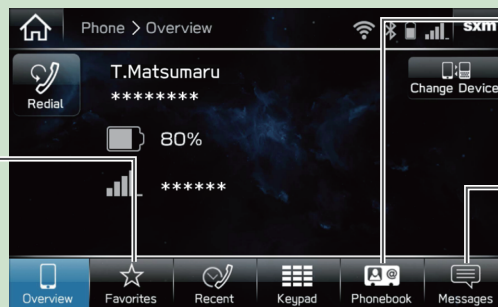 Phone > Overview
sxm
Redial
T.Matsumaru
********
Change Device
80%
******
Overview
Favorites
Recent
Keypad
Phonebook
Messages